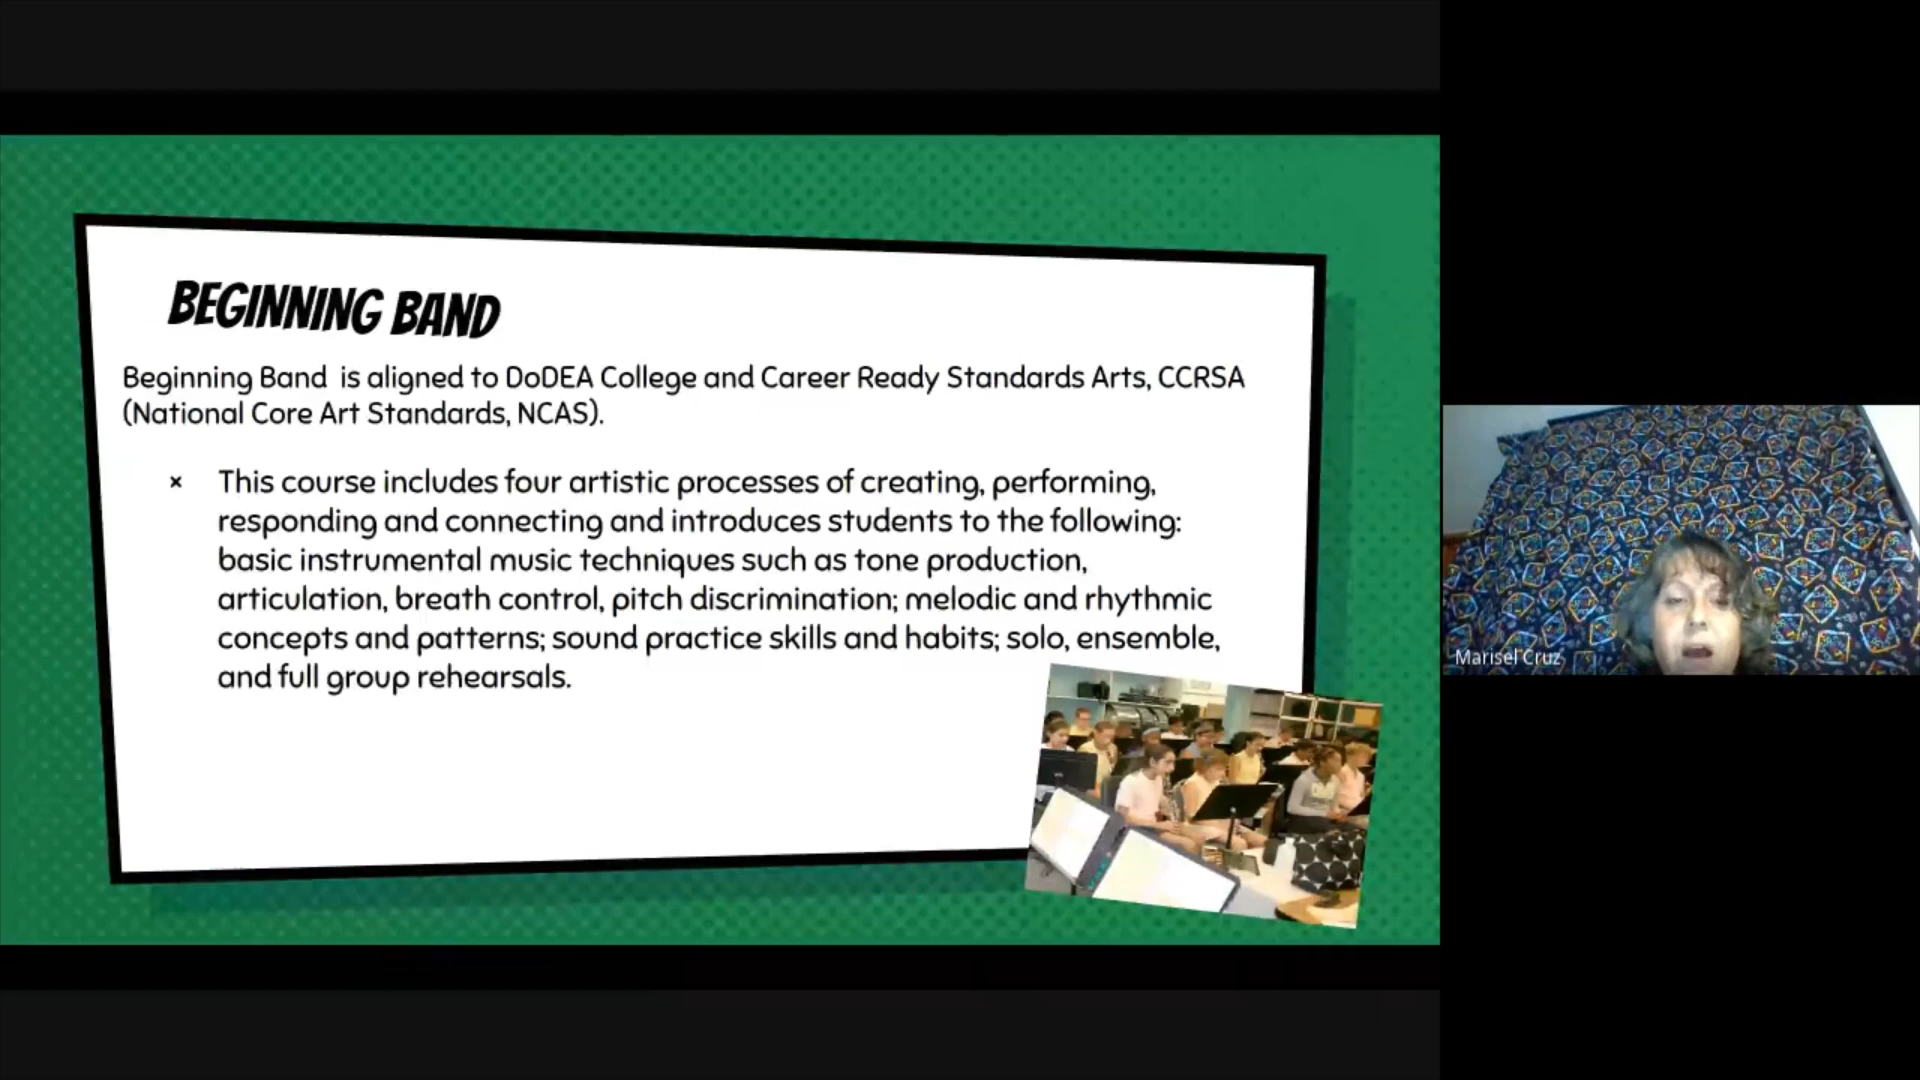 BEGINNING BAND
Beginning Band is aligned to DoDEA College and Career Ready Standards Arts, CCRSA
(National Core Art Standards, NCAS).
× This course includes four artistic processes of creating, performing,
responding and connecting and introduces students to the following:
basic instrumental music techniques such as tone production,
articulation, breath control, pitch discrimination; melodic and rhythmic
concepts and patterns; sound practice skills and habits; solo, ensemble,
and full group rehearsals.
Marisel Cruz